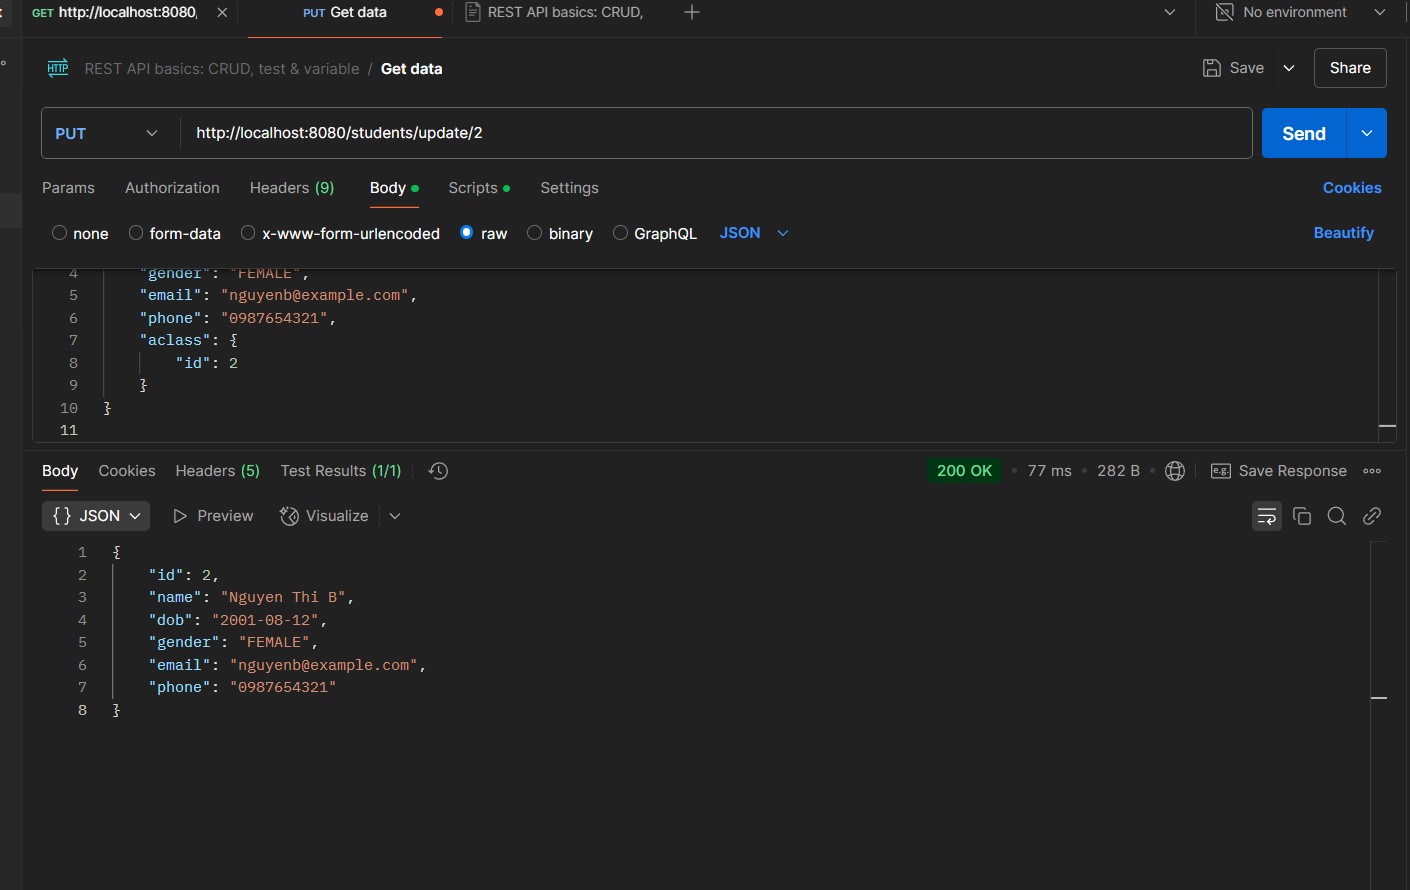 GET http://localhost:8080,
PUT Get data
REST API basics: CRUD,
No environment
HTTP REST API basics: CRUD, test & variable / Get data
Save
Share
PUT
http://localhost:8080/students/update/2
Send
Params Authorization Headers (9) Body Scripts Settings
Cookies
none form-data x-www-form-urlencoded raw binary GraphQL JSON
Beautify
4 "gender": "FEMALE",
5 "email": "nguyenb@example.com",
6 "phone": "0987654321",
7 "aclass": {
8 "id": 2
9 }
10 }
11
Body Cookies Headers (5) Test Results (1/1)
200 OK • 77 ms • 282 B
e.g. Save Response
{} JSON Preview Visualize
1 {
2 "id": 2,
3 "name": "Nguyen Thi B",
4 "dob": "2001-08-12",
5 "gender": "FEMALE",
6 "email": "nguyenb@example.com",
7 "phone": "0987654321"
8 }